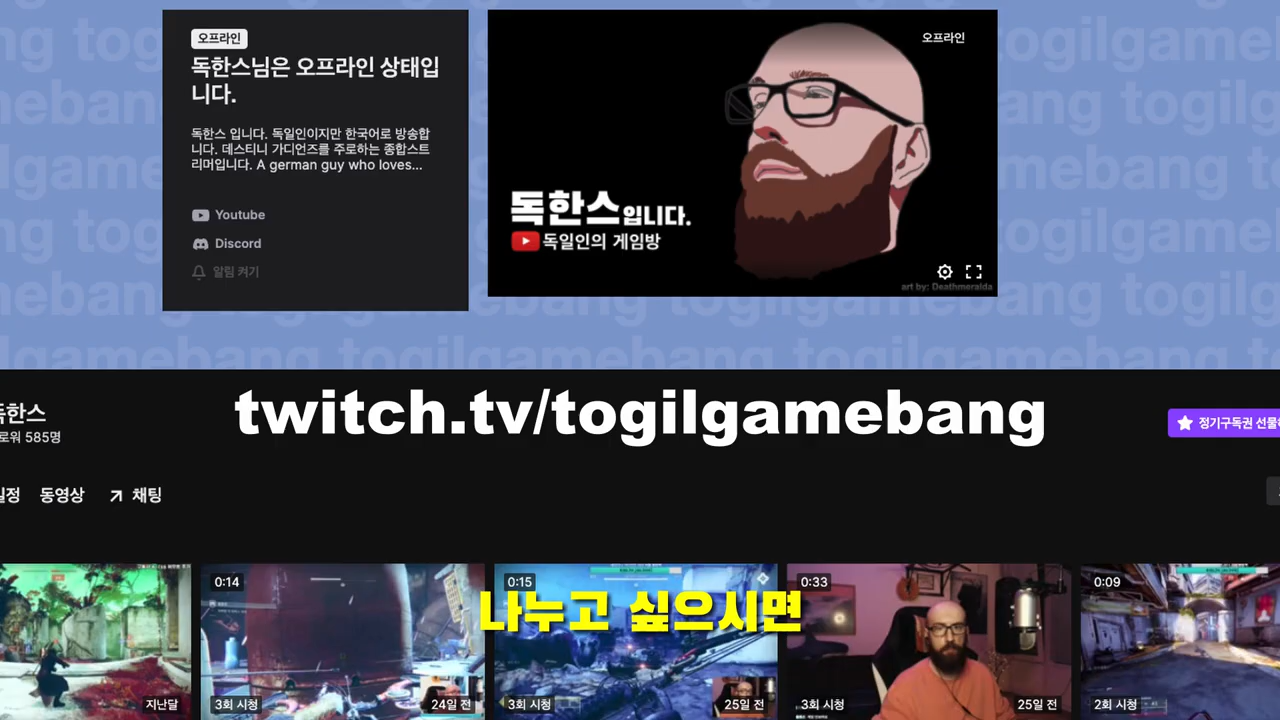 오프라인
독한스님은 오프라인 상태입
니다.
독한스 입니다. 독일인이지만 한국어로 방송합
니다. 데스티니 가디언즈를 주로하는 종합스트
리머입니다. A german guy who loves...
Youtube
Discord
알림 켜기
오프라인
독한스입니다.
독일인의 게임방
art by: Deathmeralda
togilgamebang
twitch.tv/togilgamebang
독한스
로워 585명
정기구독권 선물하
일정
동영상
채팅
0:14
0:15
0:33
0:09
나누고 싶으시면
지난달
3회 시청
24일 전
3회 시청
25일 전
3회 시청
25일 전
2회 시청